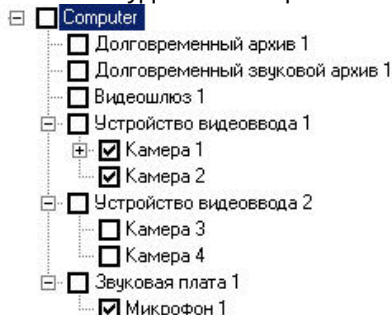 Computer
Долговременный архив 1
Долговременный звуковой архив 1
Видеошлюз 1
Устройство видеоввода 1
Камера 1
Камера 2
Устройство видеоввода 2
Камера 3
Камера 4
Звуковая плата 1
Микрофон 1